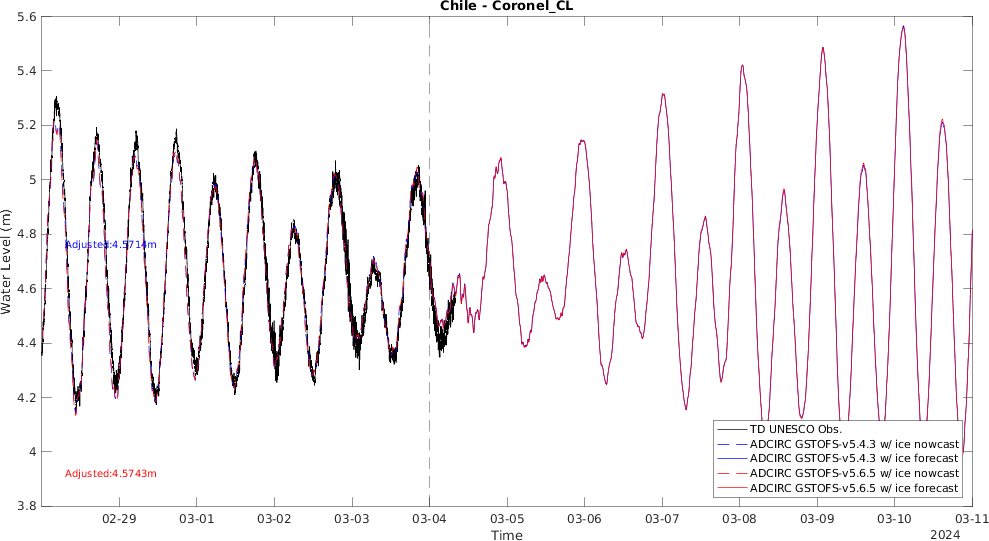 Chile - Coronel_CL
5.6
5.4
5.2
5
4.8
4.6
4.4
4.2
4
3.8
Water Level (m)
Adjusted:4.5714m
Adjusted:4.5743m
TD UNESCO Obs.
ADCIRC GSTOFS-v5.4.3 w/ ice nowcast
ADCIRC GSTOFS-v5.4.3 w/ ice forecast
ADCIRC GSTOFS-v5.6.5 w/ ice nowcast
ADCIRC GSTOFS-v5.6.5 w/ ice forecast
02-29 03-01 03-02 03-03 03-04 03-05 03-06 03-07 03-08 03-09 03-10 03-11
Time
2024